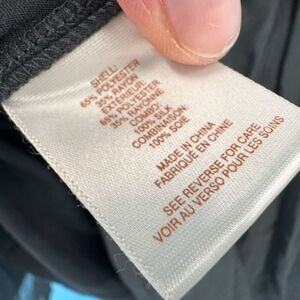 SHELL:
65% POLYESTER
35% RAYON
EXTÉRIEUR:
65% POLYESTER
35% RAYONNE
COMBO:
100% SILK
COMBINAISON:
100% SOIE
MADE IN CHINA
FABRIQUÉ EN CHINE
SEE REVERSE FOR CARE
VOIR AU VERSO POUR LES SOINS